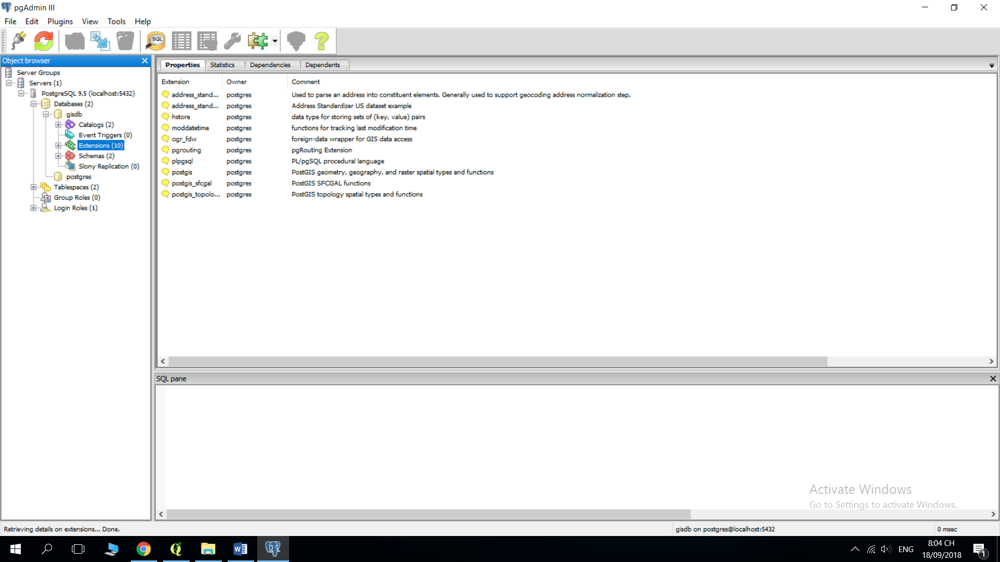 pgAdmin III
File Edit Plugins View Tools Help
SQL
Object browser
Server Groups
Servers (1)
PostgreSQL 9.5 (localhost:5432)
Databases (2)
gisdb
Catalogs (2)
Event Triggers (0)
Extensions (10)
Schemas (2)
Slony Replication (0)
postgres
Tablespaces (2)
Group Roles (0)
Login Roles (1)
Properties Statistics Dependencies Dependents
Extension Owner Comment
address_stand... postgres Used to parse an address into constituent elements. Generally used to support geocoding address normalization step.
address_stand... postgres Address Standardizer US dataset example
hstore postgres data type for storing sets of (key, value) pairs
moddatetime postgres functions for tracking last modification time
ogr_fdw postgres foreign-data wrapper for GIS data access
pgrouting postgres pgRouting Extension
plpgsql postgres PL/pgSQL procedural language
postgis postgres PostGIS geometry, geography, and raster spatial types and functions
postgis_sfcgal postgres PostGIS SFCGAL functions
postgis_topolo... postgres PostGIS topology spatial types and functions
SQL pane
Activate Windows
Go to Settings to activate Windows.
Retrieving details on extensions... Done.
gisdb on postgres@localhost:5432
0 msec
ENG
8:04 CH
18/09/2018
1